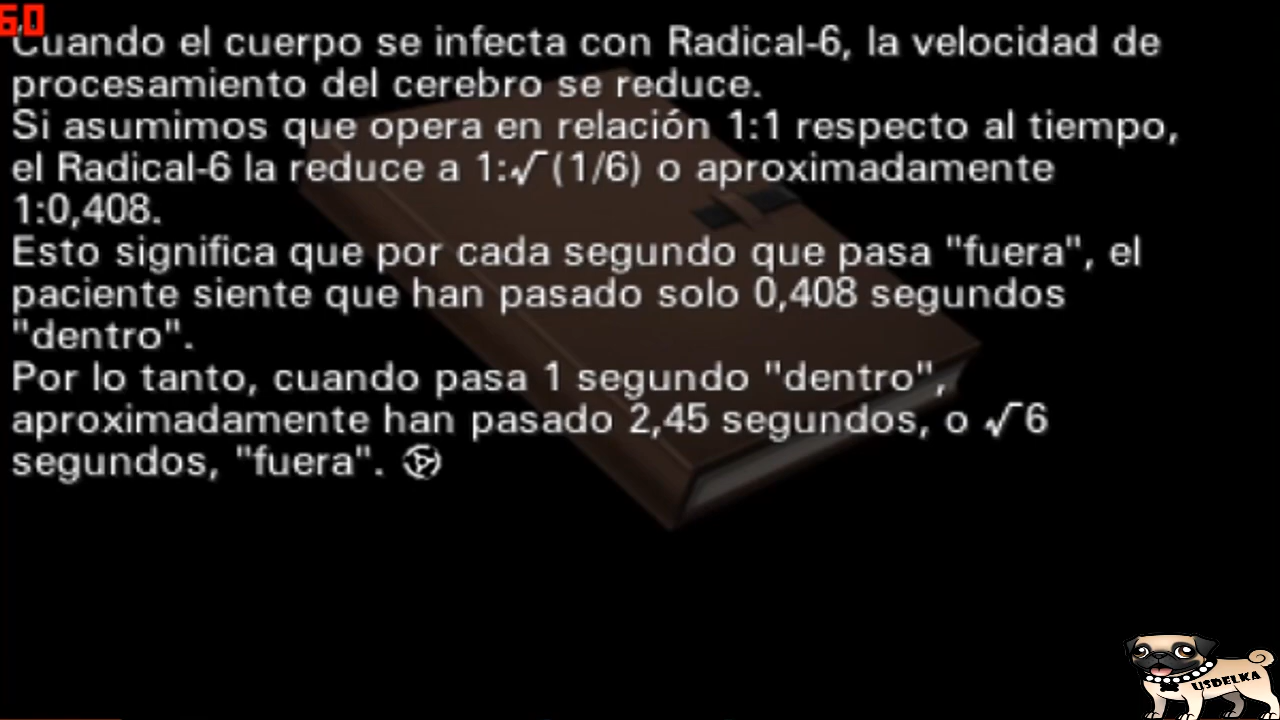 60
Cuando el cuerpo se infecta con Radical-6, la velocidad de
procesamiento del cerebro se reduce.
Si asumimos que opera en relación 1:1 respecto al tiempo,
el Radical-6 la reduce a 1:√(1/6) o aproximadamente
1:0,408.
Esto significa que por cada segundo que pasa "fuera", el
paciente siente que han pasado solo 0,408 segundos
"dentro".
Por lo tanto, cuando pasa 1 segundo "dentro",
aproximadamente han pasado 2,45 segundos, o √6
segundos, "fuera".
USDELKA